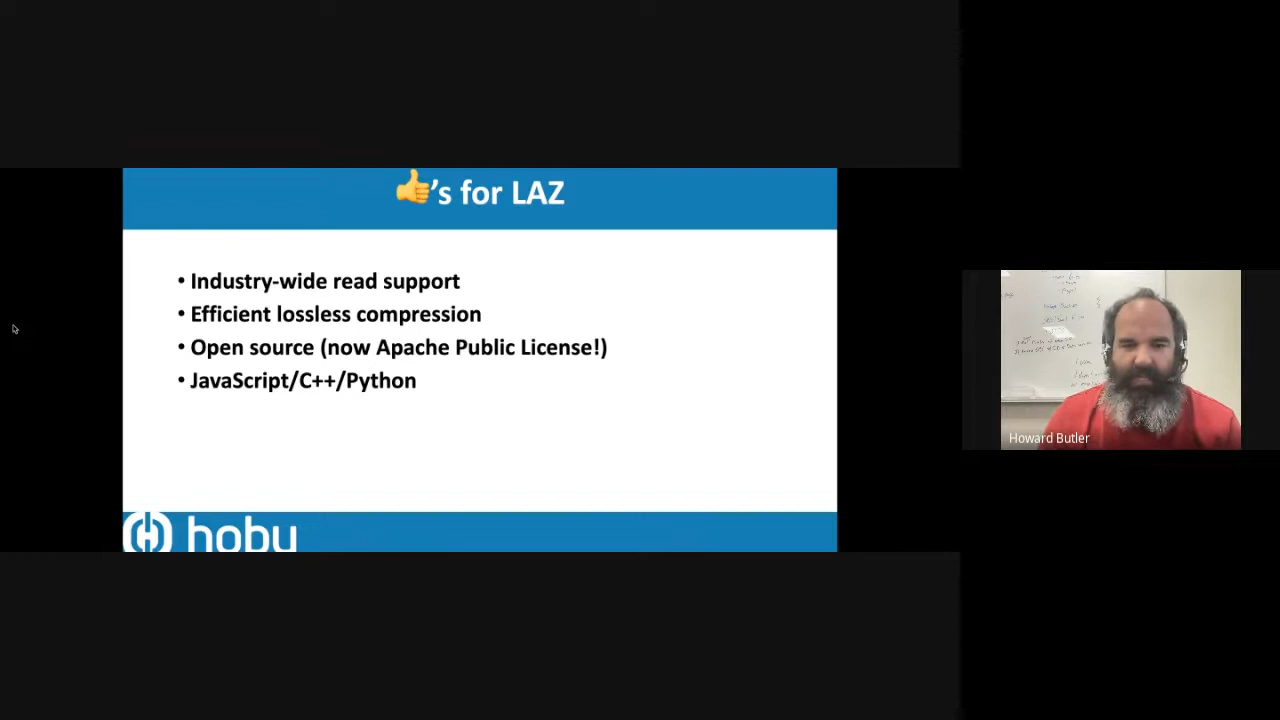 👍's for LAZ
• Industry-wide read support
• Efficient lossless compression
• Open source (now Apache Public License!)
• JavaScript/C++/Python
hobu
Howard Butler